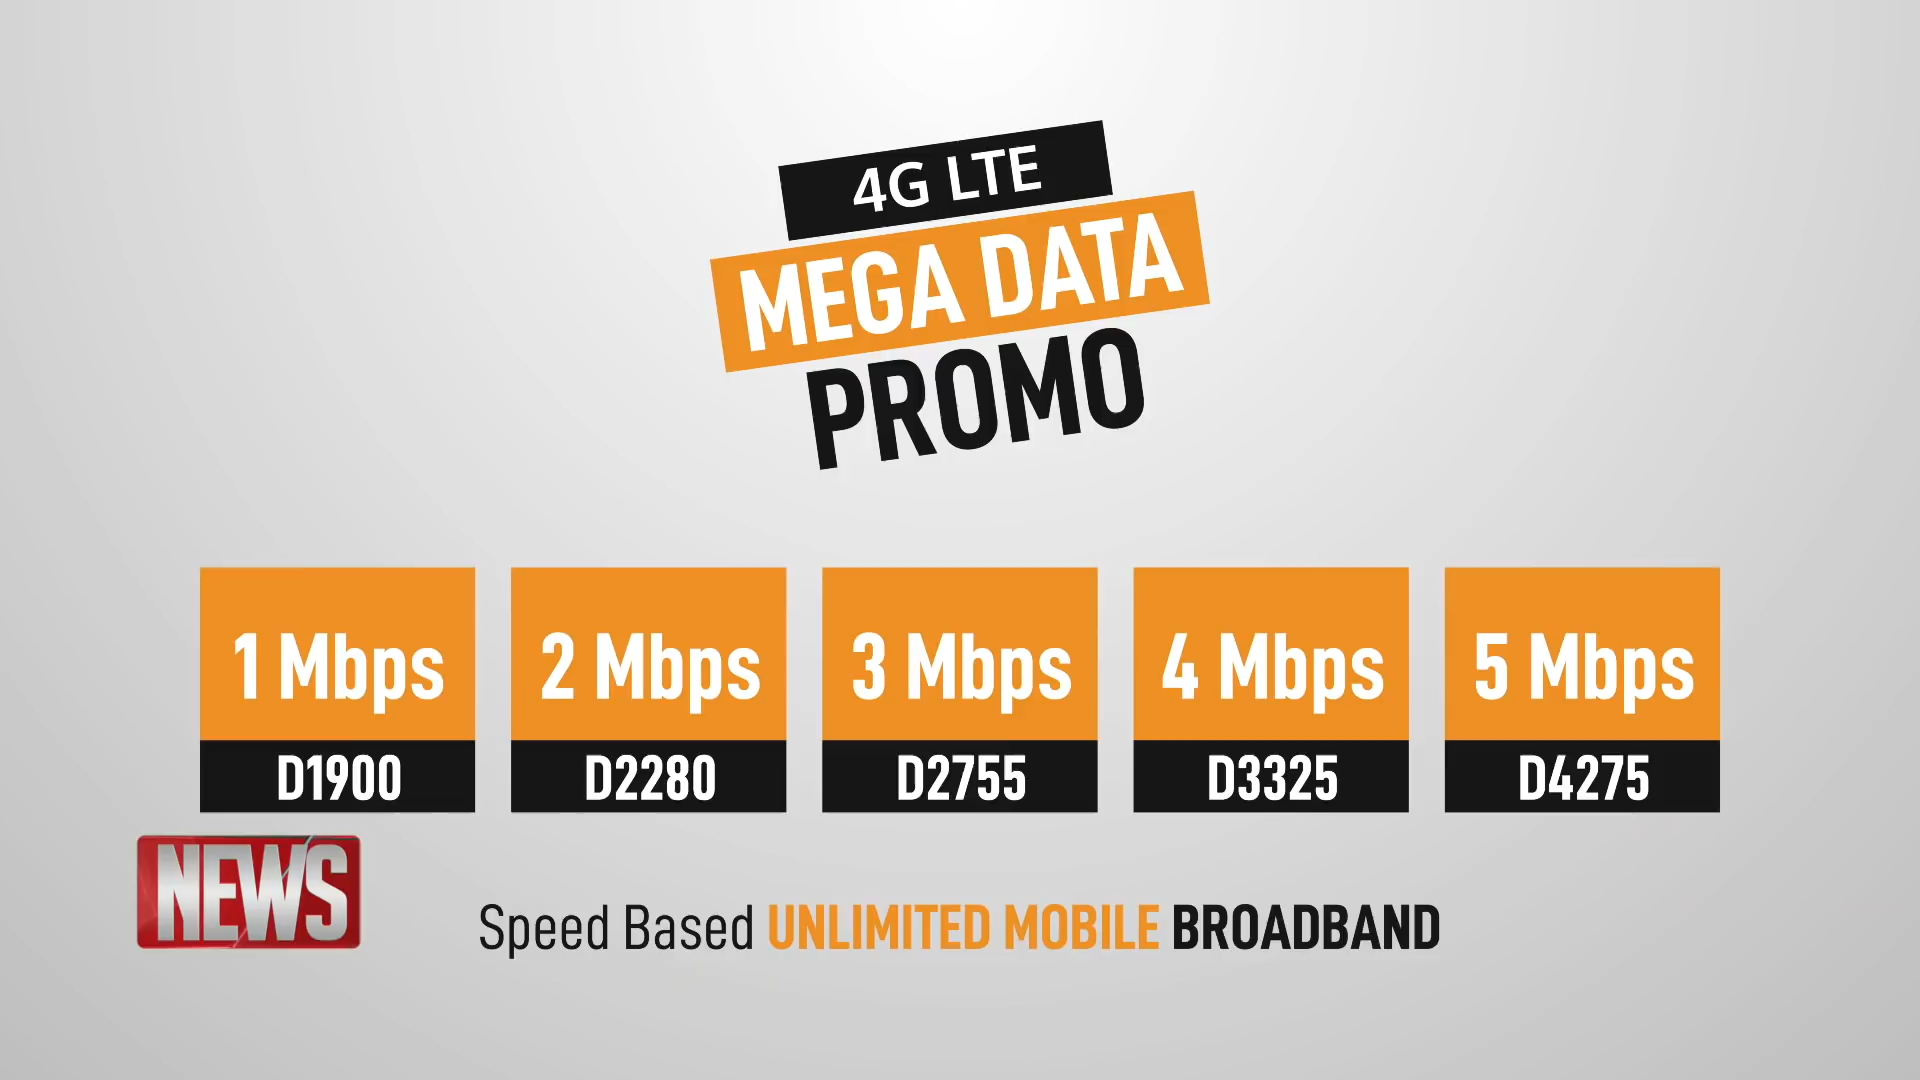 4G LTE
MEGA DATA
PROMO
1 Mbps
D1900
2 Mbps
D2280
3 Mbps
D2755
4 Mbps
D3325
5 Mbps
D4275
NEWS
Speed Based UNLIMITED MOBILE BROADBAND